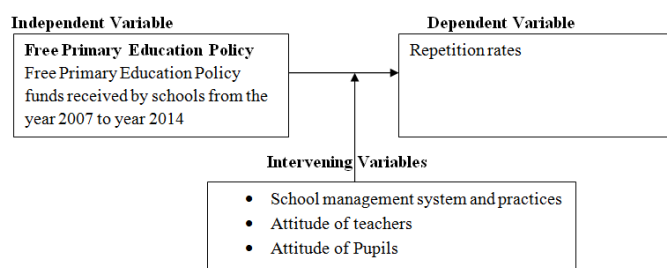 Independent Variable
Dependent Variable
Free Primary Education Policy
Free Primary Education Policy
funds received by schools from the
year 2007 to year 2014
Repetition rates
Intervening Variables
• School management system and practices
• Attitude of teachers
• Attitude of Pupils